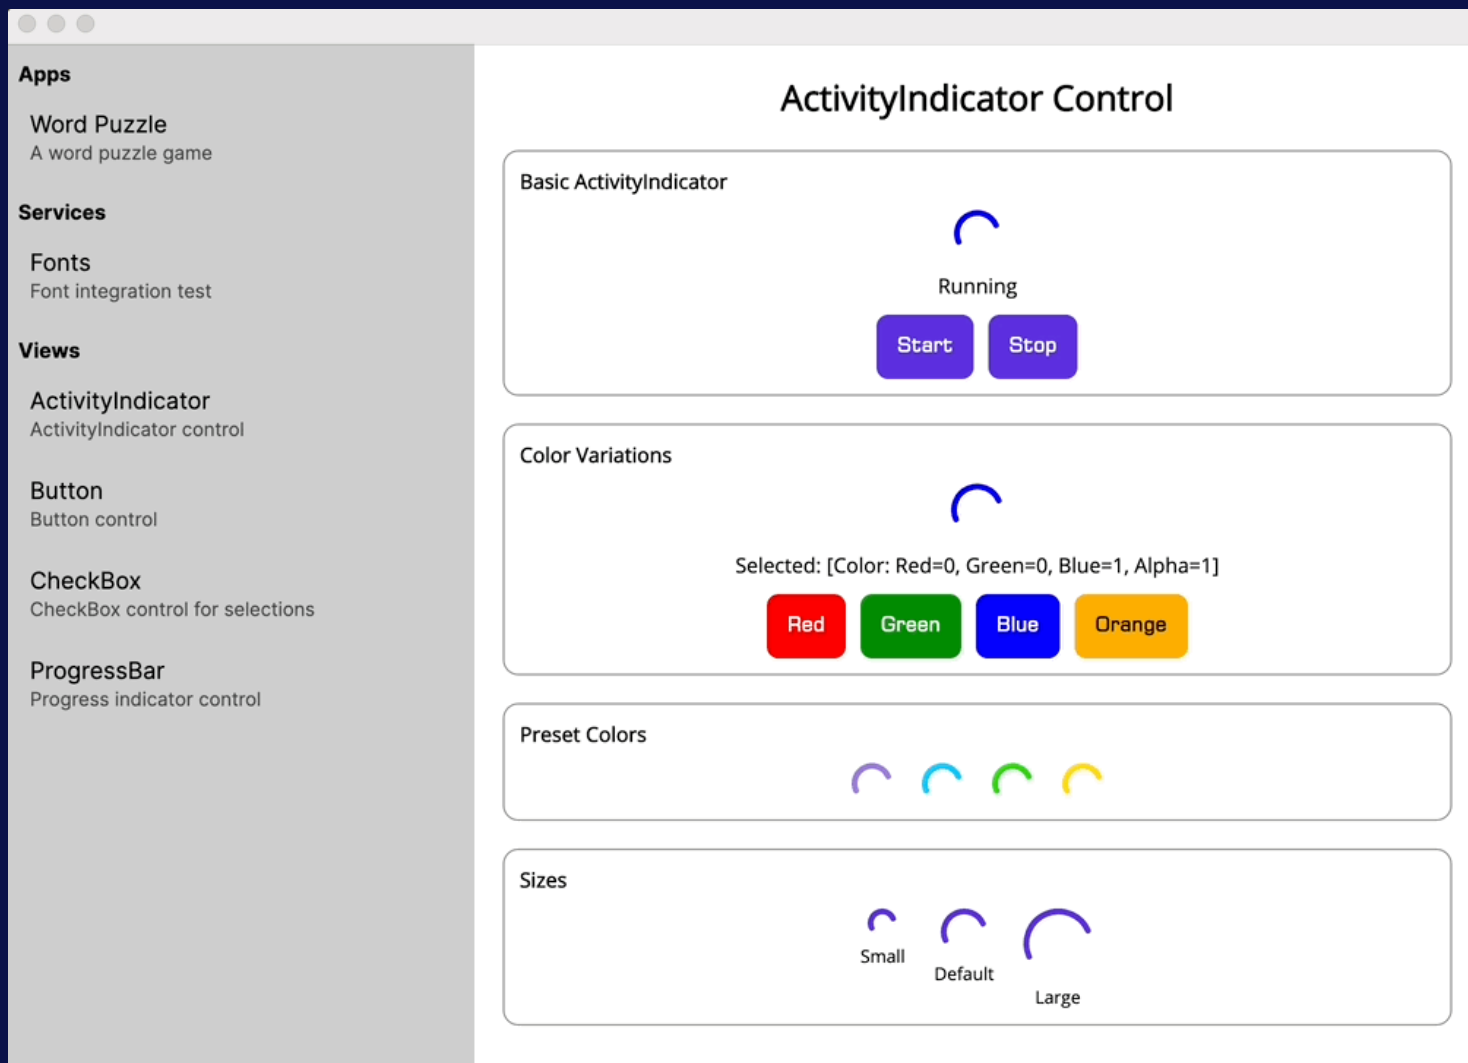 Apps
Word Puzzle
A word puzzle game
Services
Fonts
Font integration test
Views
ActivityIndicator
ActivityIndicator control
Button
Button control
CheckBox
CheckBox control for selections
ProgressBar
Progress indicator control
ActivityIndicator Control
Basic ActivityIndicator
Running
Start Stop
Color Variations
Selected: [Color: Red=0, Green=0, Blue=1, Alpha=1]
Red Green Blue Orange
Preset Colors
Sizes
Small
Default
Large